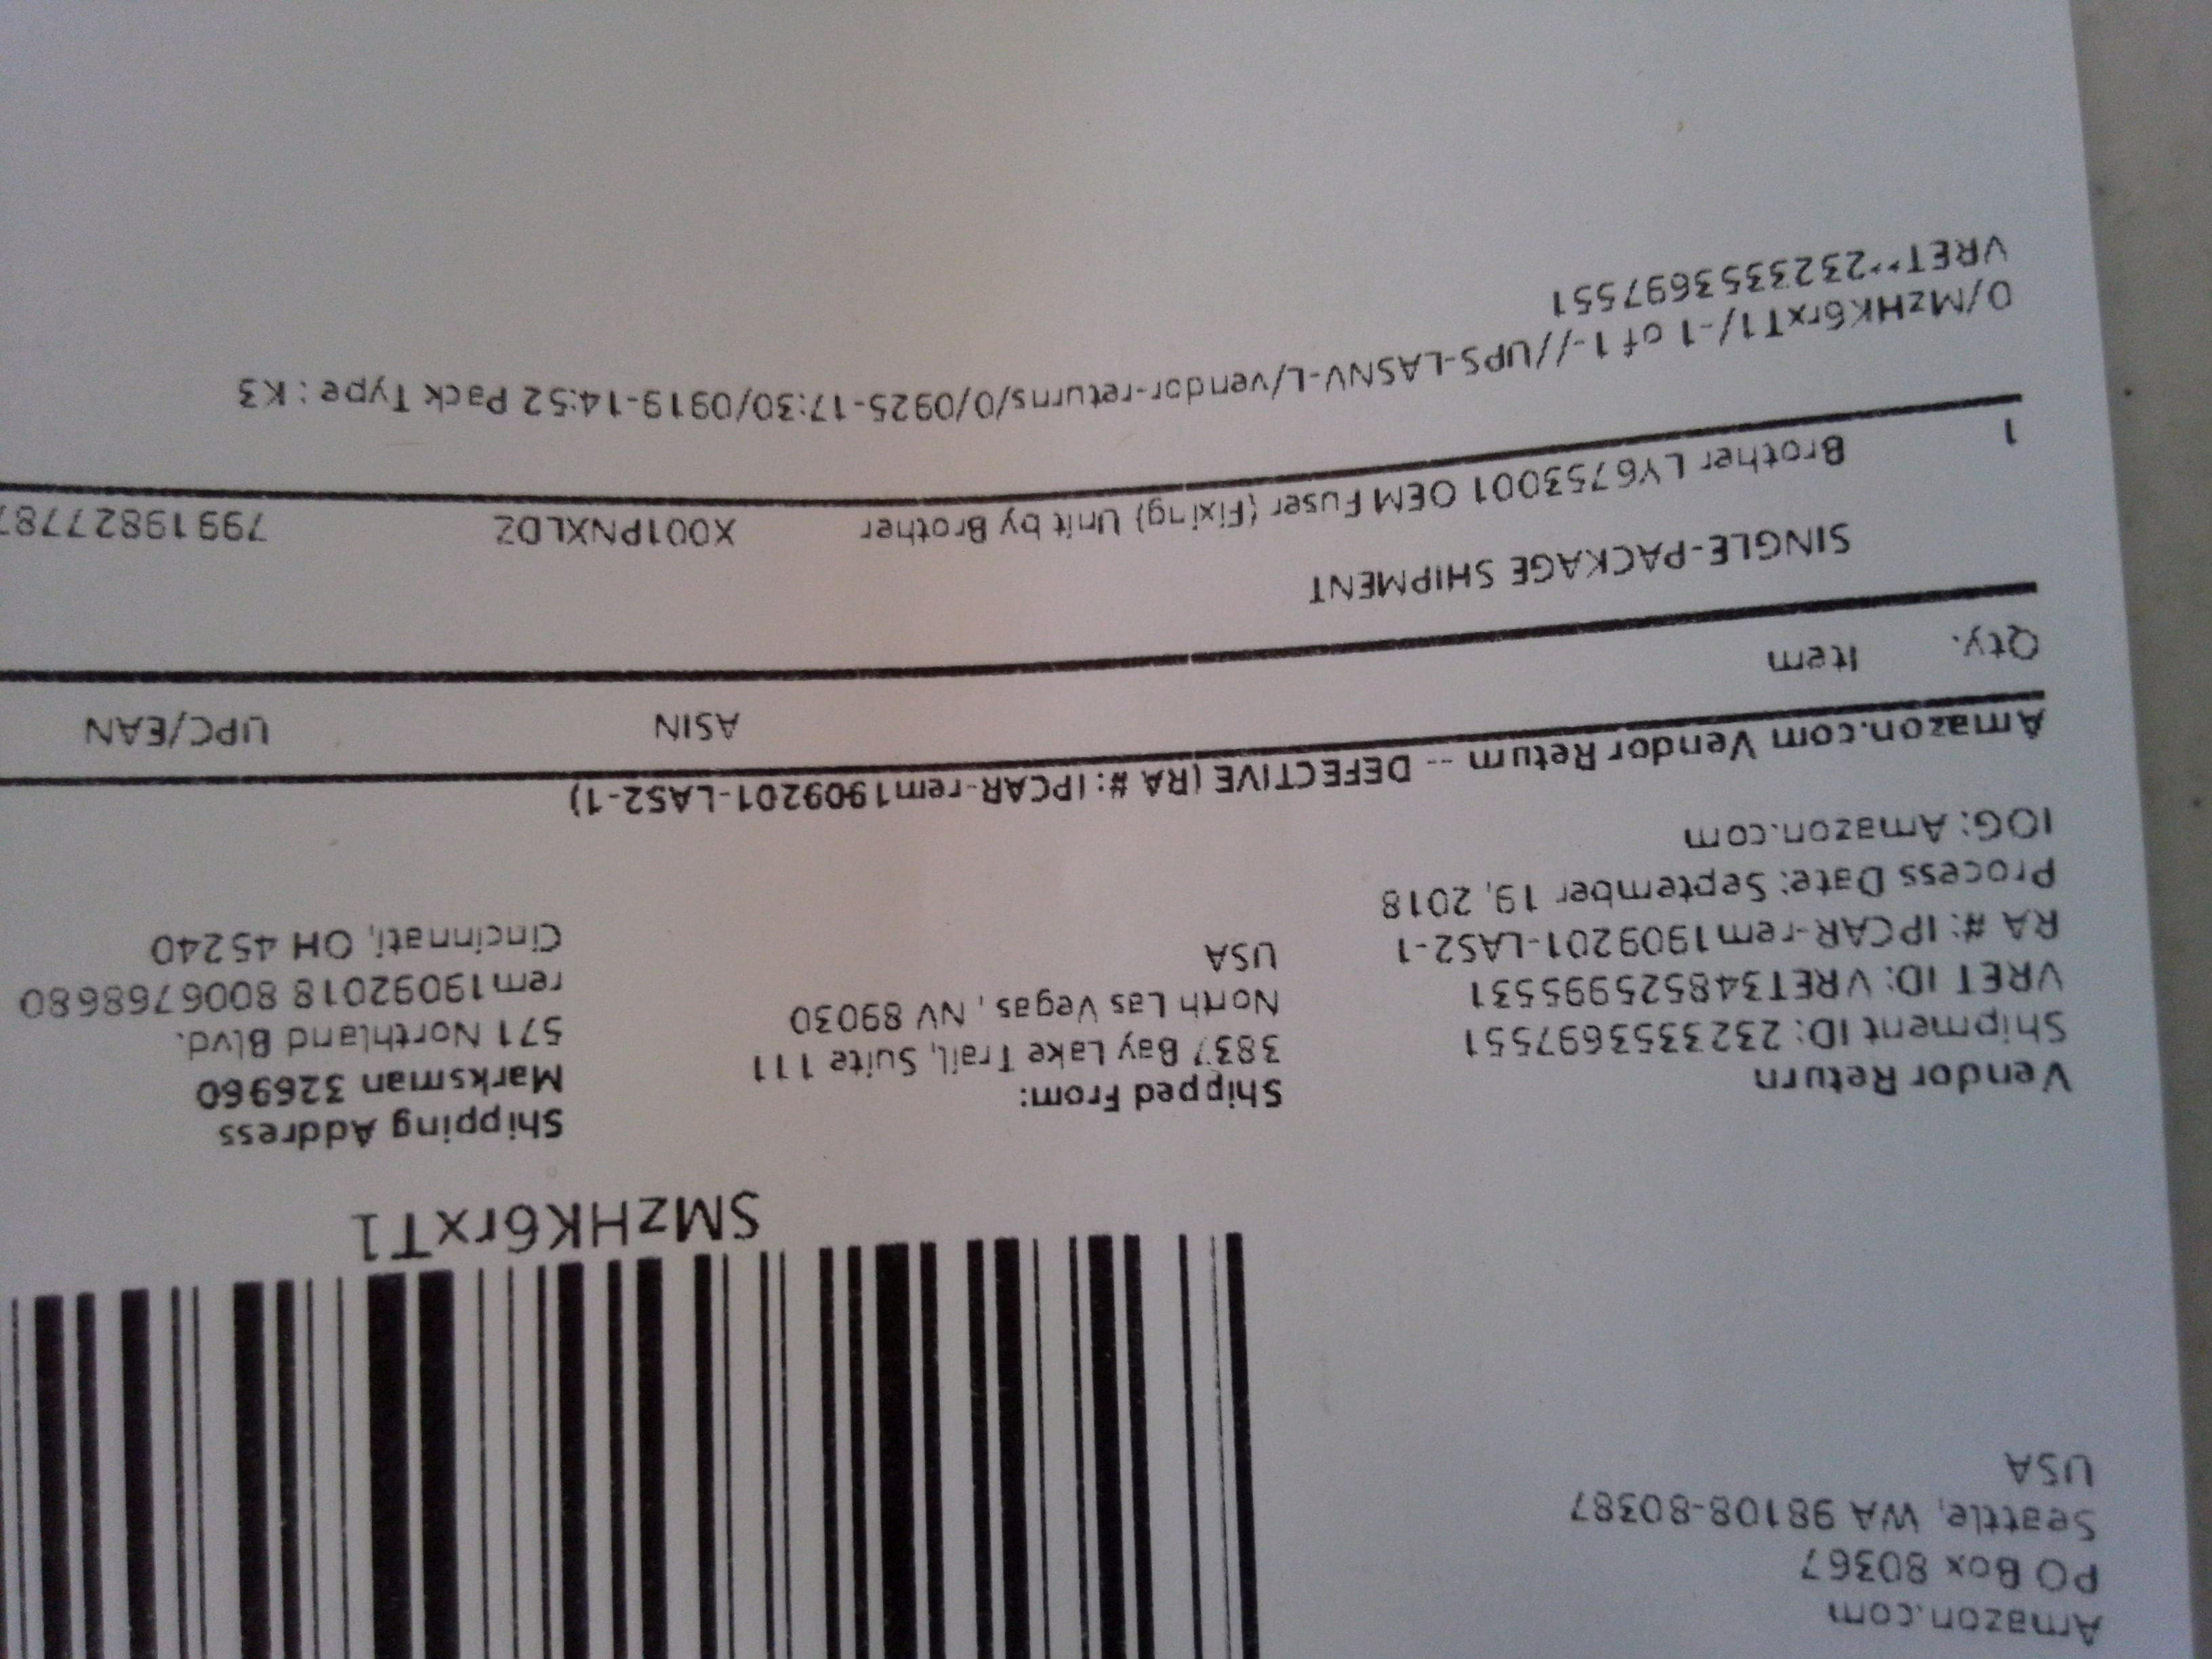 Amazon.com
PO Box 80367
Seattle, WA 98108-80387
USA
SMzHK6rxT1
Vendor Return
Shipment ID: 2323353697551
VRET ID: VRET348525995531
RA #: IPCAR-rem1909201-LAS2-1
Process Date: September 19, 2018
IOG: Amazon.com
Shipped From:
3837 Bay Lake Trail, Suite 111
North Las Vegas , NV 89030
USA
Shipping Address
Marksman 326960
571 Northland Blvd.
rem19092018 8006768680
Cincinnati, OH 45240
Amazon.com Vendor Return -- DEFECTIVE (RA #: IPCAR-rem1909201-LAS2-1)
Qty. Item ASIN UPC/EAN
SINGLE-PACKAGE SHIPMENT
1 Brother LY6753001 OEM Fuser (Fixing) Unit by Brother X001PNXLDZ
0/MzHK6rxT1/-1 of 1-//UPS-LASNV-L/vendor-returns/0/0925-17:30/0919-14:52 Pack Type : K3
VRET**2323353697551